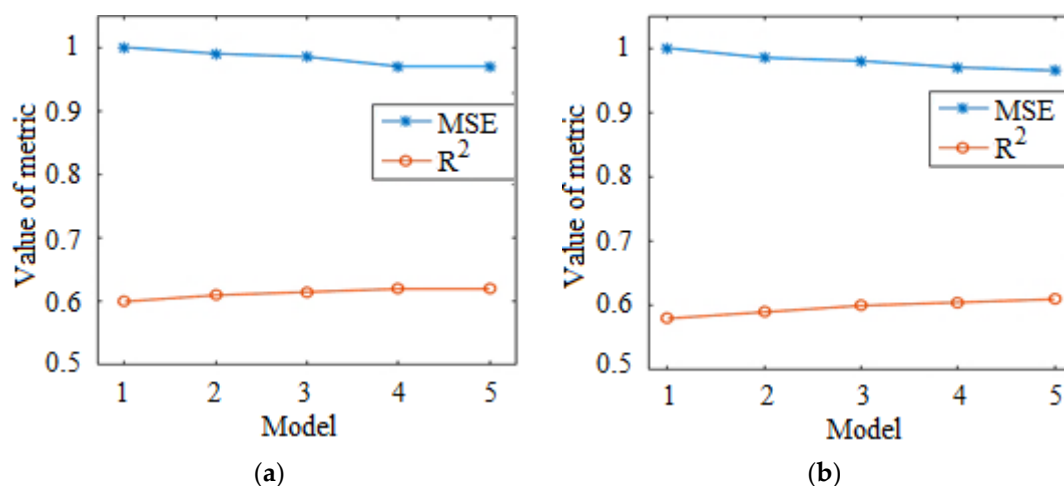 1
0.9
0.8
0.7
0.6
0.5
Value of metric
MSE
R²
1 2 3 4 5
Model
(a)
1
0.9
0.8
0.7
0.6
0.5
Value of metric
MSE
R²
1 2 3 4 5
Model
(b)